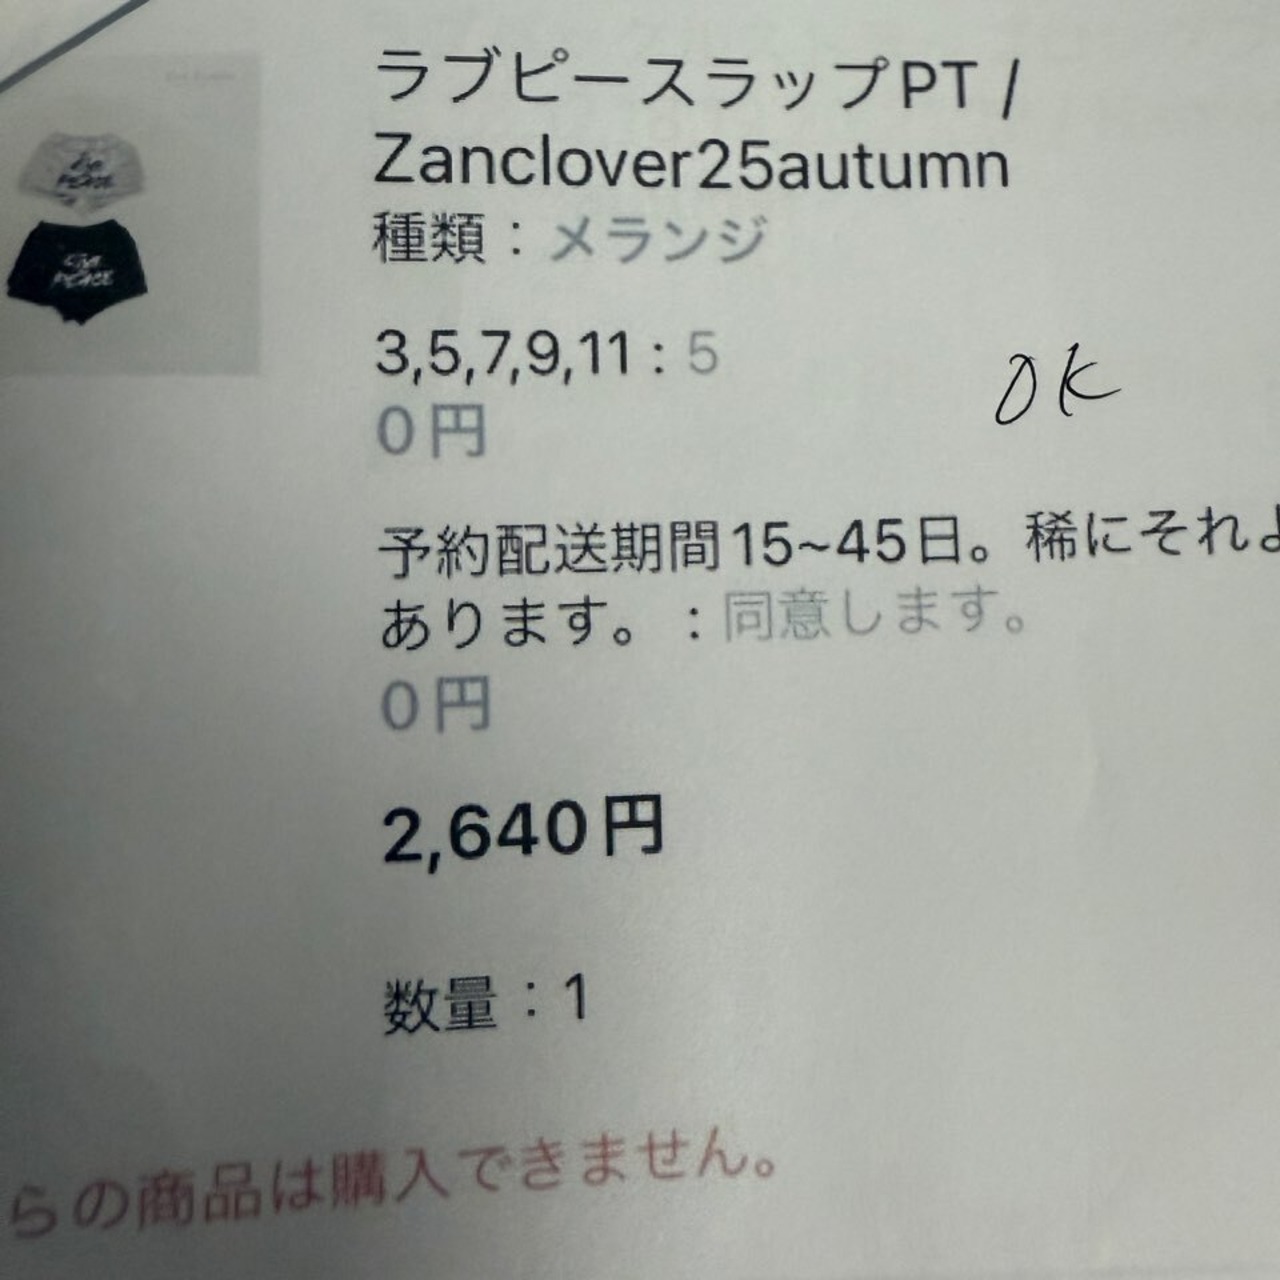 ラブピースラップPT /
Zanclover25autumn
種類：メランジ
3,5,7,9,11 : 5
0円
OK
予約配送期間15~45日。稀にそれよ
あります。：同意します。
0円
2,640円
数量：1
らの商品は購入できません。